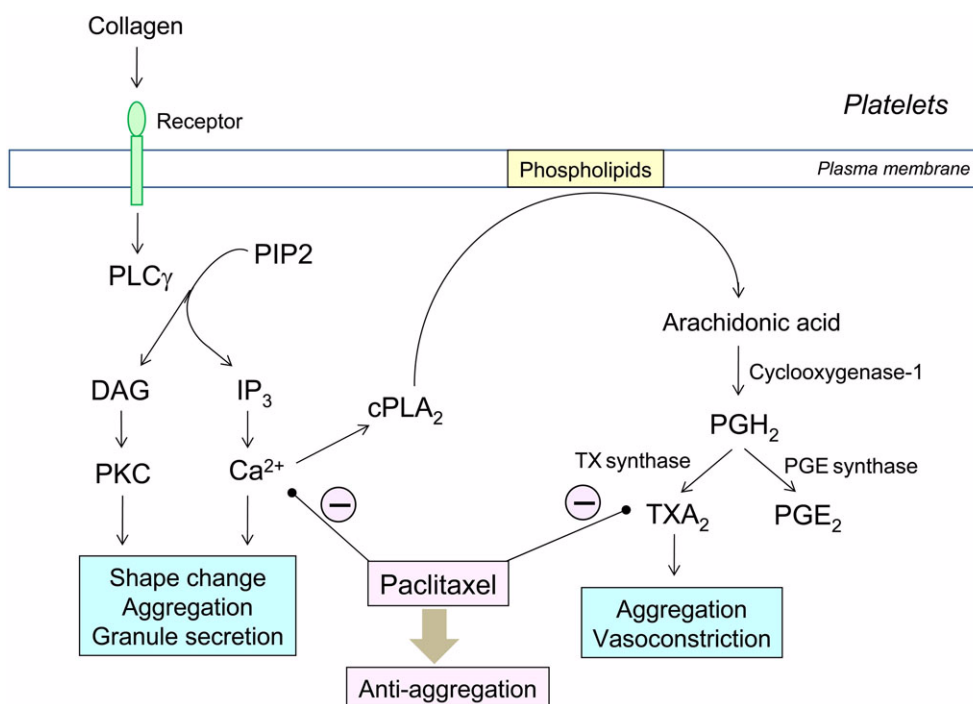 Collagen
Platelets
Receptor
Phospholipids
Plasma membrane
PLCγ
PIP2
Arachidonic acid
Cyclooxygenase-1
DAG
IP3
cPLA2
PGH2
PKC
Ca2+
TX synthase
PGE synthase
−
−
TXA2
PGE2
Shape change
Aggregation
Granule secretion
Paclitaxel
Aggregation
Vasoconstriction
Anti-aggregation